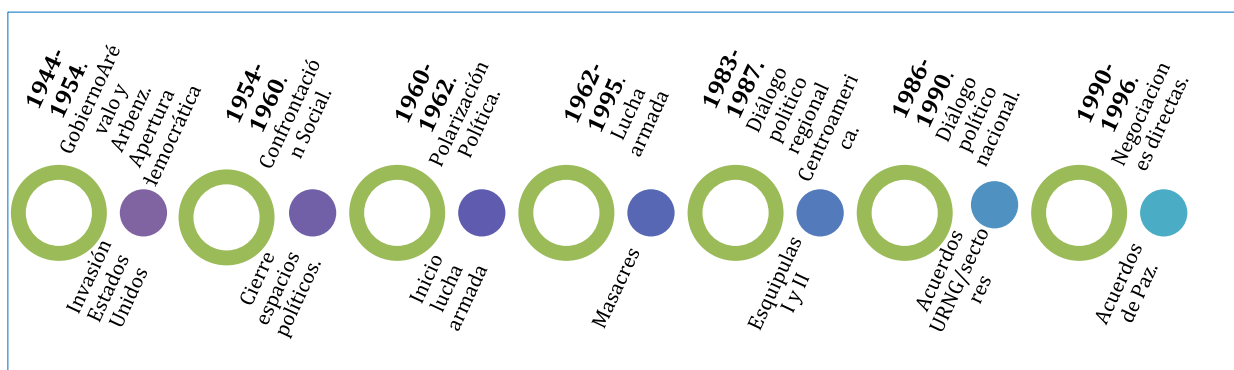 1944-
1954.
GobiernoAré
valo y
Arbenz.
Apertura
democrática
Invasión
Estados
Unidos
1954-
1960.
Confrontació
n Social.
Cierre
espacios
políticos.
1960-
1962.
Polarización
Política.
Inicio
lucha
armada
1962-
1995.
Lucha
armada
Masacres
1983-
1987.
Diálogo
politico
regional
Centroameri
ca.
Esquipulas
I y II
1986-
1990.
Diálogo
político
nacional.
Acuerdos
URNG/secto
res
1990-
1996.
Negociacion
es directas.
Acuerdos
de Paz.